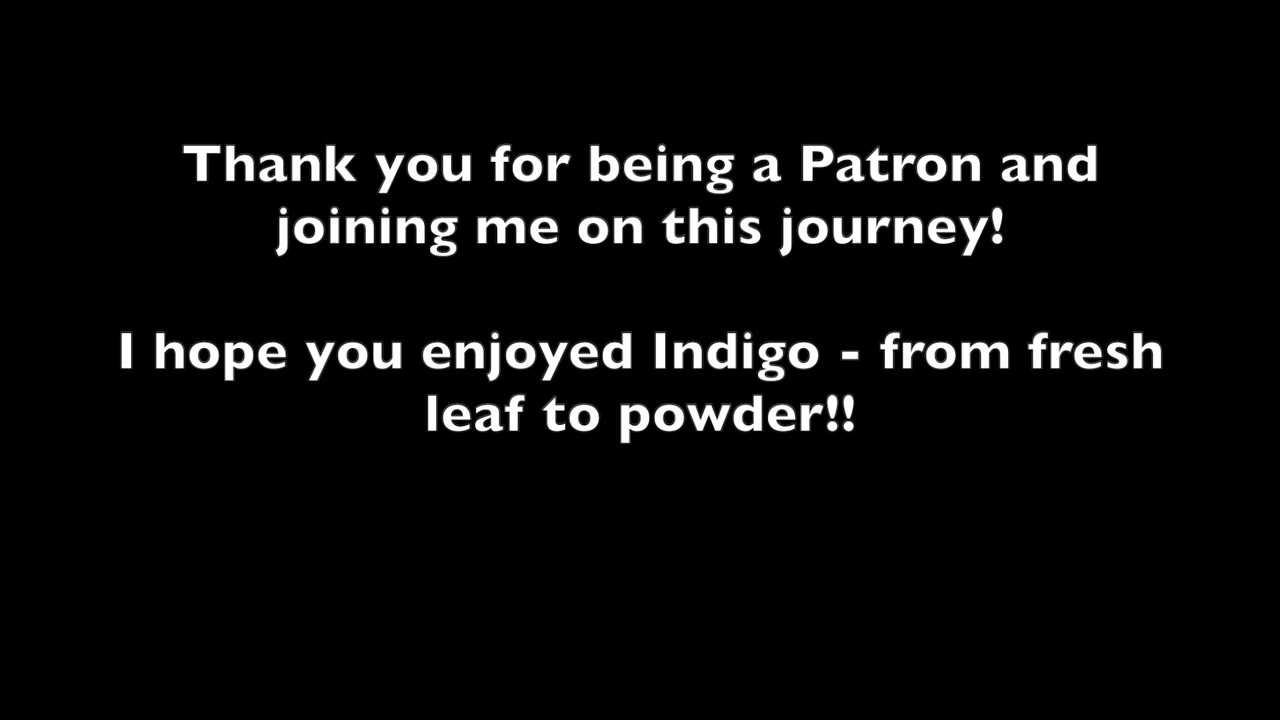 Thank you for being a Patron and
joining me on this journey!
I hope you enjoyed Indigo - from fresh
leaf to powder!!